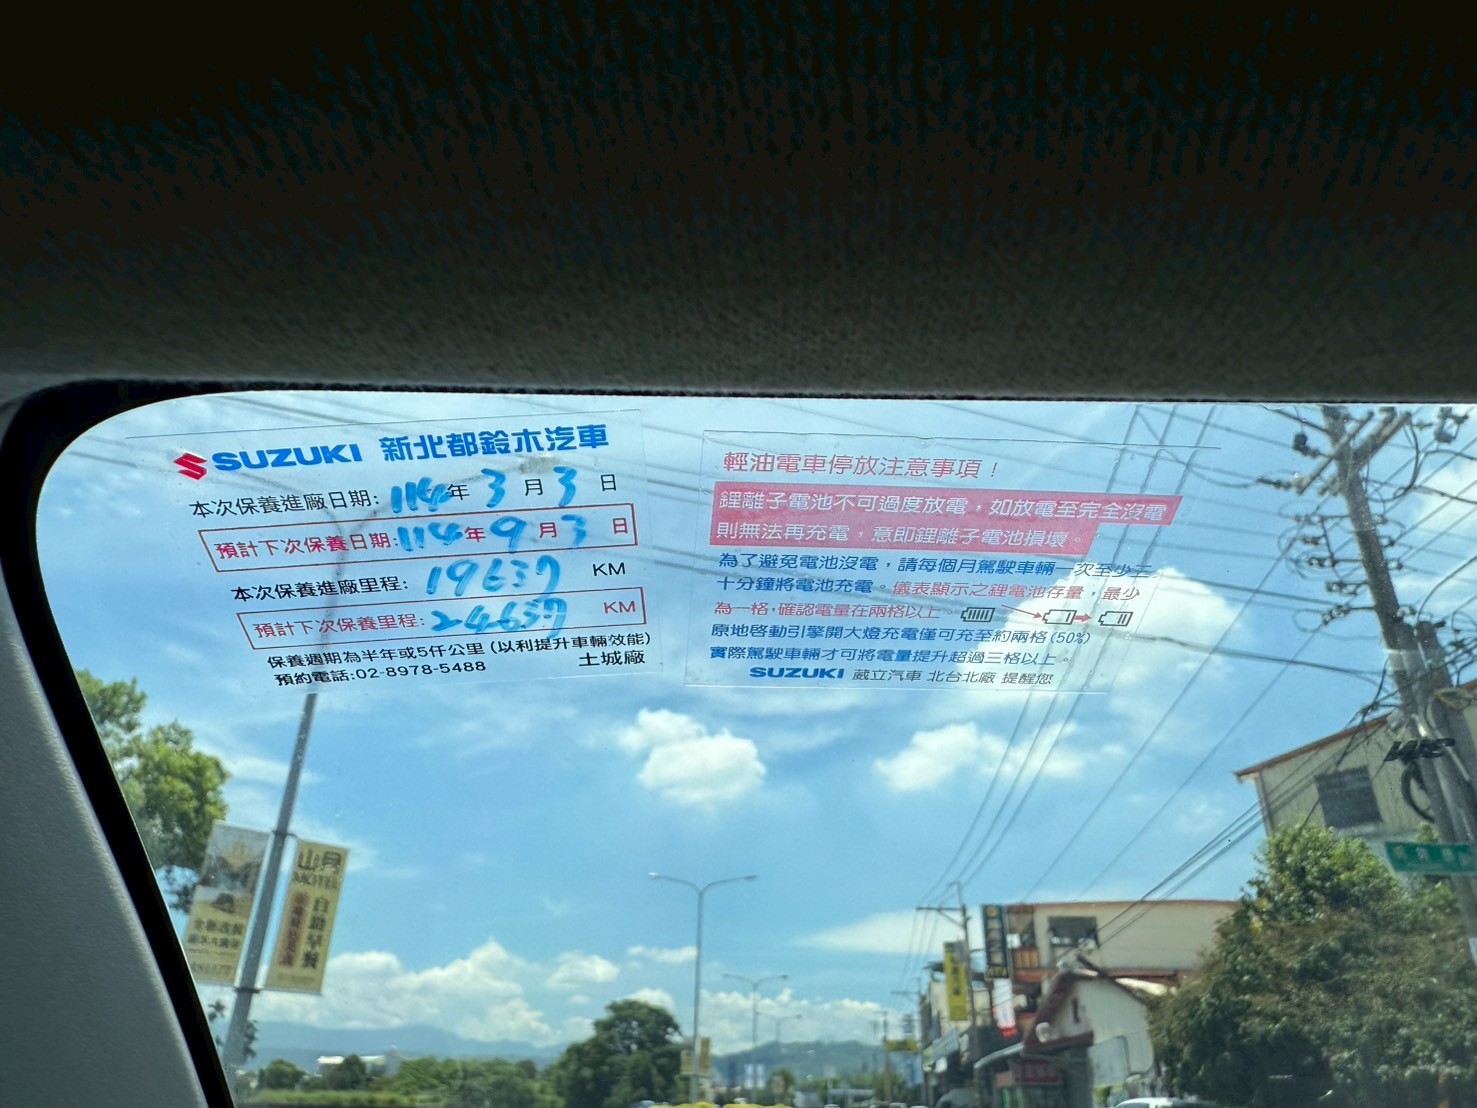 SUZUKI 新北都鈴木汽車
本次保養進廠日期: 114年 3月 3日
預計下次保養日期: 114年 9月 3日
本次保養進廠里程: 19637 KM
預計下次保養里程: 24637 KM
保養週期為半年或5仟公里 (以利提升車輛效能)
預約電話:02-8978-5488 土城廠
輕油電車停放注意事項！
鋰離子電池不可過度放電，如放電至完全沒電
則無法再充電，意即鋰離子電池損壞。
為了避免電池沒電，請每個月駕駛車輛一次至少三
十分鐘將電池充電。儀表顯示之鋰電池存量，最少
為一格，確認電量在兩格以上
原地啓動引擎開大燈充電僅可充至約兩格(50%)
實際駕駛車輛才可將電量提升超過三格以上。
SUZUKI 蕆立汽車 北台北廠 提醒您
山月
MOTEL
自助早餐